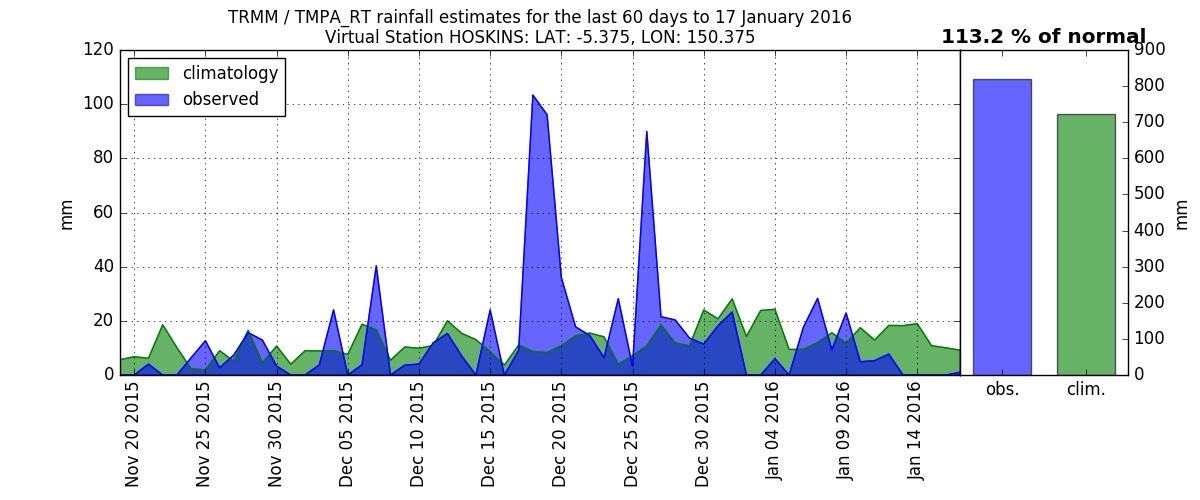 TRMM / TMPA_RT rainfall estimates for the last 60 days to 17 January 2016
Virtual Station HOSKINS: LAT: -5.375, LON: 150.375
113.2 % of normal
climatology
observed
mm
120
100
80
60
40
20
0
Nov 20 2015
Nov 25 2015
Nov 30 2015
Dec 05 2015
Dec 10 2015
Dec 15 2015
Dec 20 2015
Dec 25 2015
Dec 30 2015
Jan 04 2016
Jan 09 2016
Jan 14 2016
900
800
700
600
500
400
300
200
100
0
mm
obs.
clim.